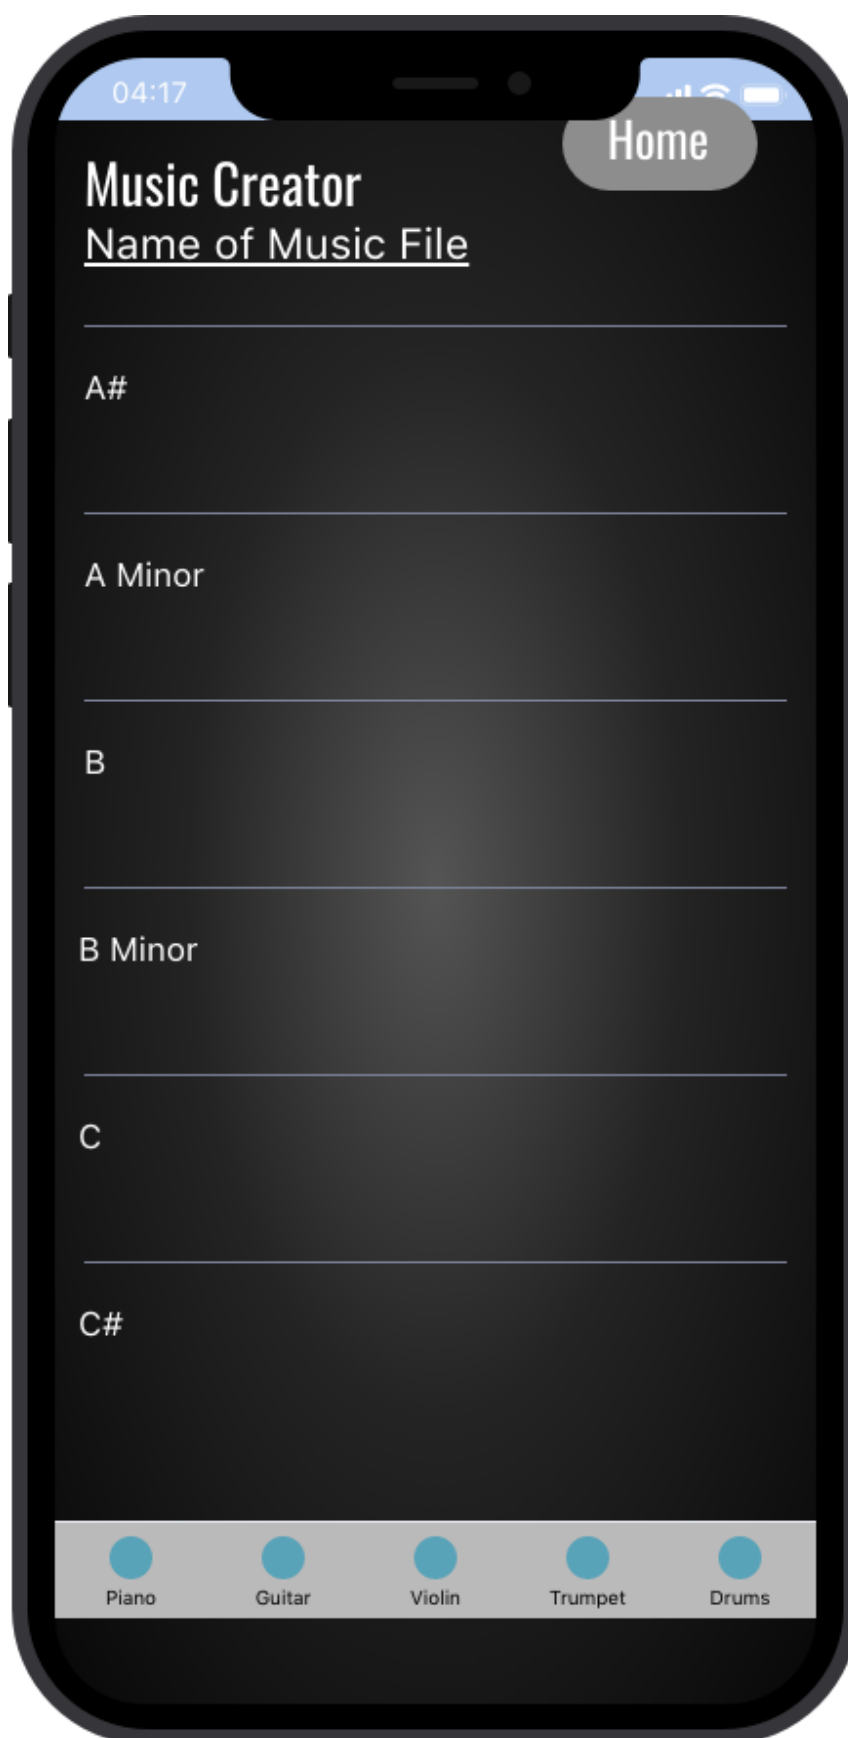 04:17
Home
Music Creator
Name of Music File
A#
A Minor
B
B Minor
C
C#
Piano Guitar Violin Trumpet Drums